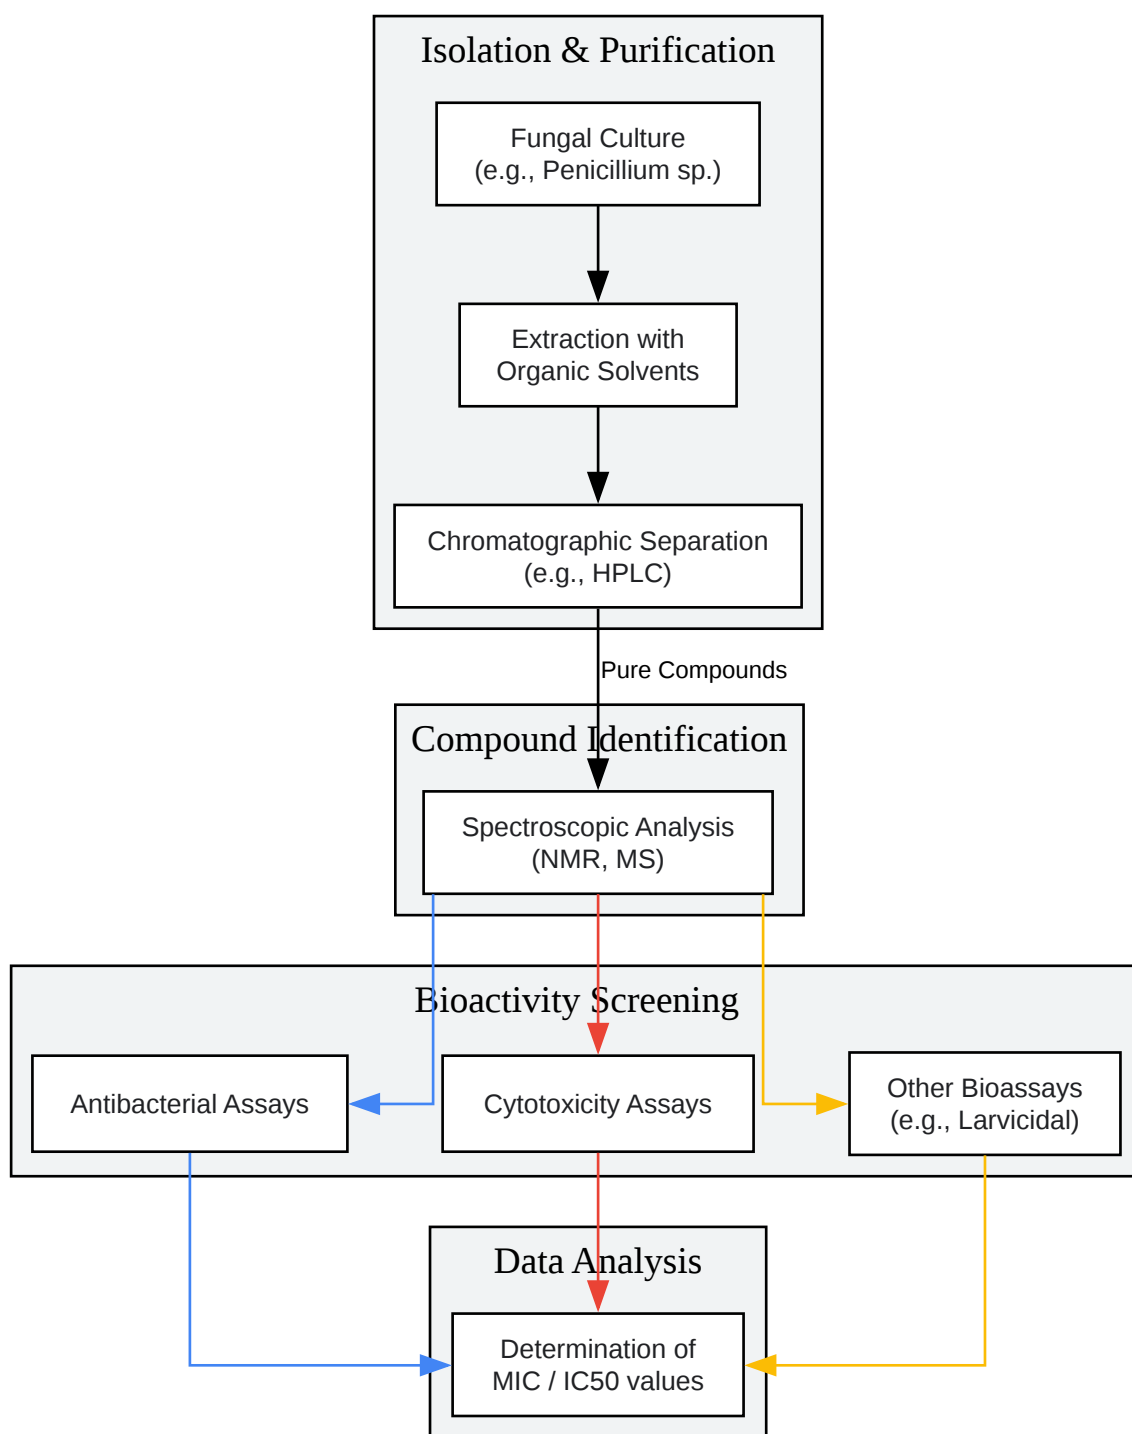 Isolation & Purification
Fungal Culture
(e.g., Penicillium sp.)
Extraction with
Organic Solvents
Chromatographic Separation
(e.g., HPLC)
Pure Compounds
Compound Identification
Spectroscopic Analysis
(NMR, MS)
Bioactivity Screening
Antibacterial Assays
Cytotoxicity Assays
Other Bioassays
(e.g., Larvicidal)
Data Analysis
Determination of
MIC / IC50 values